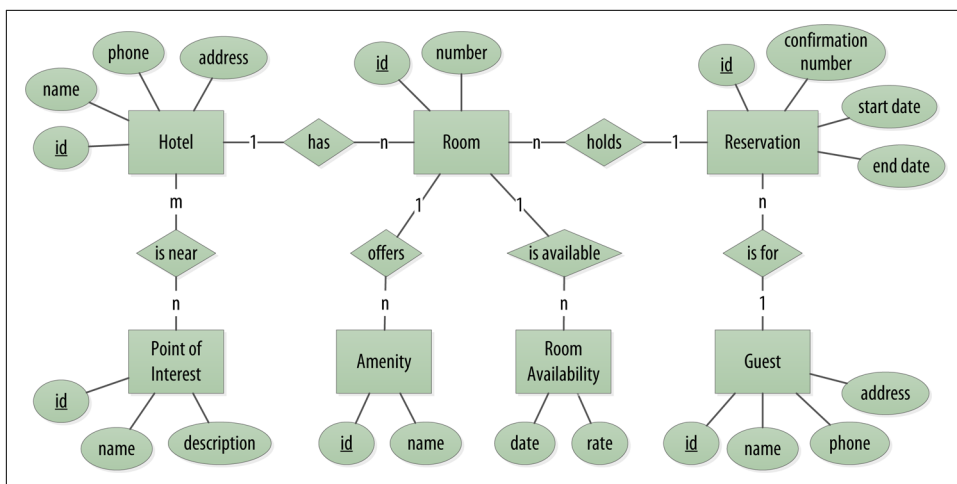 phone
address
name
id
Hotel
1
has
n
id
number
Room
n
holds
1
id
confirmation
number
Reservation
start date
end date
m
is near
n
1
offers
n
1
is available
n
n
is for
1
Point of
Interest
id
name
description
Amenity
id
name
Room
Availability
date
rate
Guest
address
id
name
phone